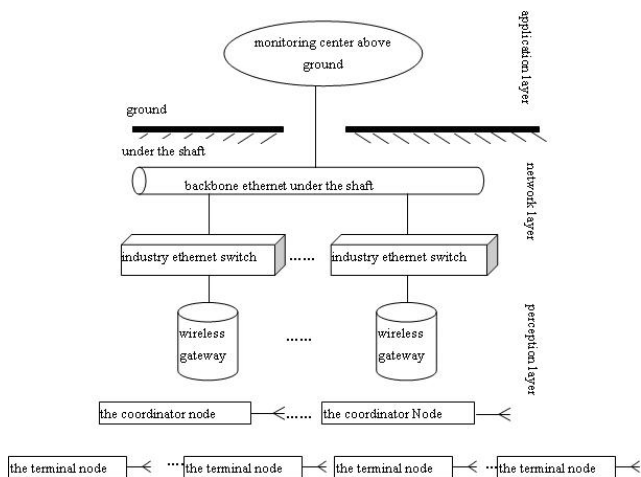 monitoring center above
ground
application layer
ground
under the shaft
backbone ethernet under the shaft
network layer
industry ethernet switch
......
industry ethernet switch
wireless
gateway
......
wireless
gateway
perception layer
the coordinator node
......
the coordinator Node
the terminal node
....
the terminal node
the terminal node
...
the terminal node